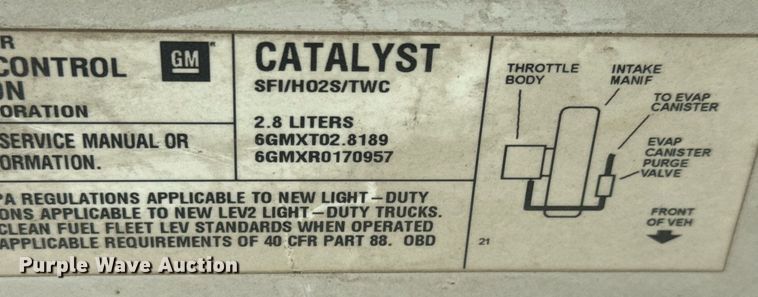 R
CONTROL
ON
ORATION
GM
SERVICE MANUAL OR
ORMATION.
CATALYST
SFI/HO2S/TWC
2.8 LITERS
6GMXT02.8189
6GMXR0170957
PA REGULATIONS APPLICABLE TO NEW LIGHT-DUTY
ONS APPLICABLE TO NEW LEV2 LIGHT-DUTY TRUCKS.
CLEAN FUEL FLEET LEV STANDARDS WHEN OPERATED
APPLICABLE REQUIREMENTS OF 40 CFR PART 88. OBD
THROTTLE
BODY
INTAKE
MANIF
TO EVAP
CANISTER
EVAP
CANISTER
PURGE
VALVE
FRONT
OF VEH
21
Purple Wave Auction